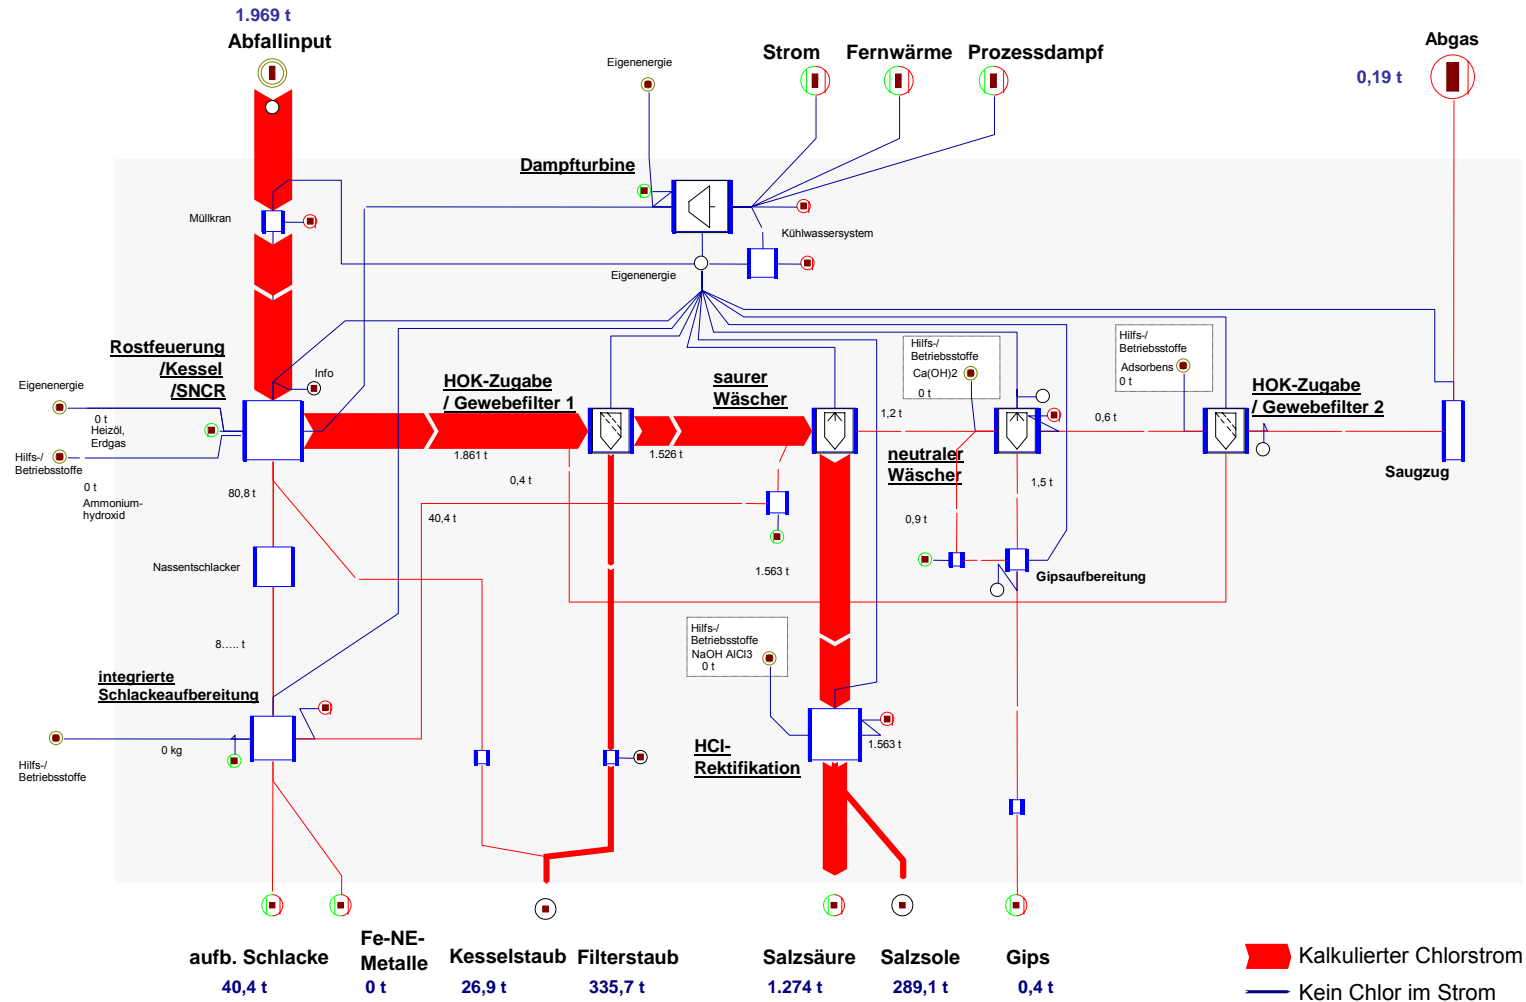 1.969 t
Abfallinput
Eigenenergie
Strom
Fernwärme
Prozessdampf
Abgas
0,19 t
Dampfturbine
Müllkran
Kühlwassersystem
Eigenenergie
Rostfeuerung
/Kessel
/SNCR
Info
Eigenenergie
0 t
Heizöl,
Erdgas
Hilfs-/
Betriebsstoffe
0 t
Ammonium-
hydroxid
HOK-Zugabe
/ Gewebefilter 1
saurer
Wäscher
Hilfs-/
Betriebsstoffe
Ca(OH)2
0 t
Hilfs-/
Betriebsstoffe
Adsorbens
0 t
HOK-Zugabe
/ Gewebefilter 2
1,2 t
0,6 t
neutraler
Wäscher
Saugzug
1.861 t
1.526 t
0,4 t
80,8 t
40,4 t
1,5 t
0,9 t
Nassentschlacker
1.563 t
Gipsaufbereitung
8..... t
Hilfs-/
Betriebsstoffe
NaOH AlCl3
0 t
integrierte
Schlackeaufbereitung
0 kg
Hilfs-/
Betriebsstoffe
HCl-
Rektifikation
1.563 t
aufb. Schlacke
40,4 t
Fe-NE-
Metalle
0 t
Kesselstaub
26,9 t
Filterstaub
335,7 t
Salzsäure
1.274 t
Salzsole
289,1 t
Gips
0,4 t
Kalkulierter Chlorstrom
Kein Chlor im Strom